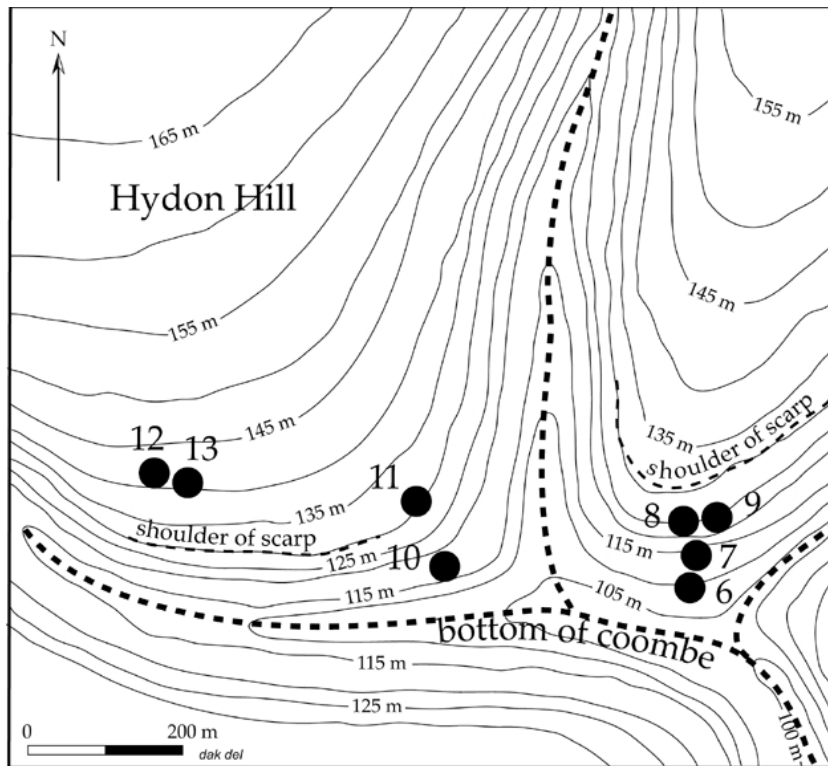 N
165 m
155 m
Hydon Hill
145 m
155 m
135 m
shoulder of scarp
12
13
145 m
11
135 m
shoulder of scarp
8
9
125 m
10
115 m
7
115 m
105 m
6
bottom of coombe
115 m
125 m
100 m
0
200 m
dak del